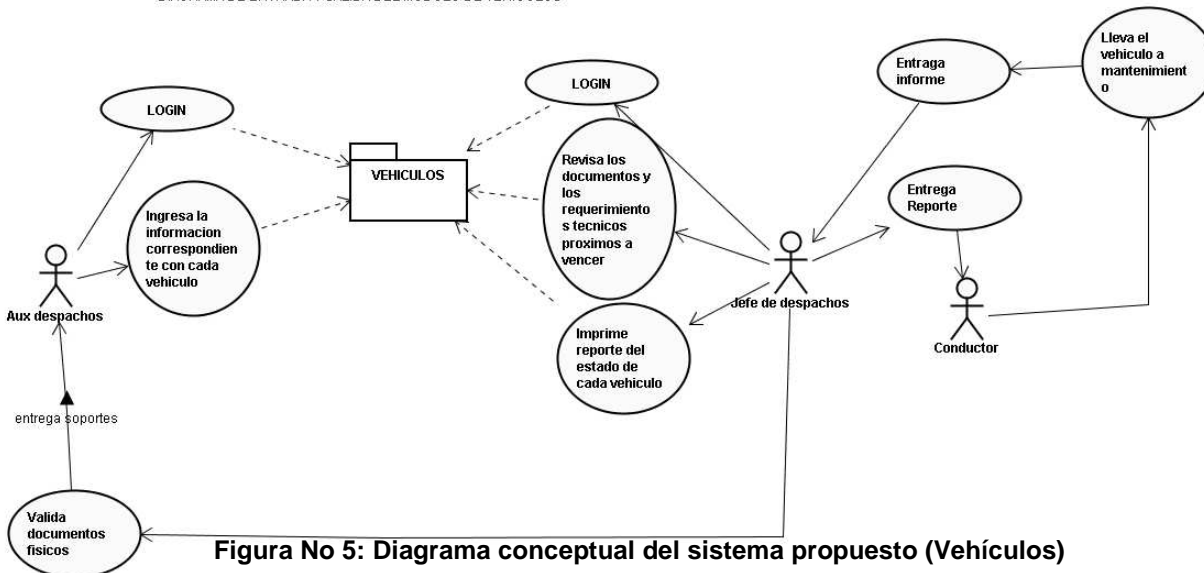 Lleva el
vehiculo a
mantenimient
o
Entraga
informe
LOGIN
LOGIN
VEHICULOS
Revisa los
documentos y
los
requerimiento
s tecnicos
proximos a
vencer
Entrega
Reporte
Ingresa la
informacion
correspondien
te con cada
vehiculo
Aux despachos
Jefe de despachos
Conductor
Imprime
reporte del
estado de
cada vehiculo
entrega soportes
Valida
documentos
fisicos
Figura No 5: Diagrama conceptual del sistema propuesto (Vehículos)